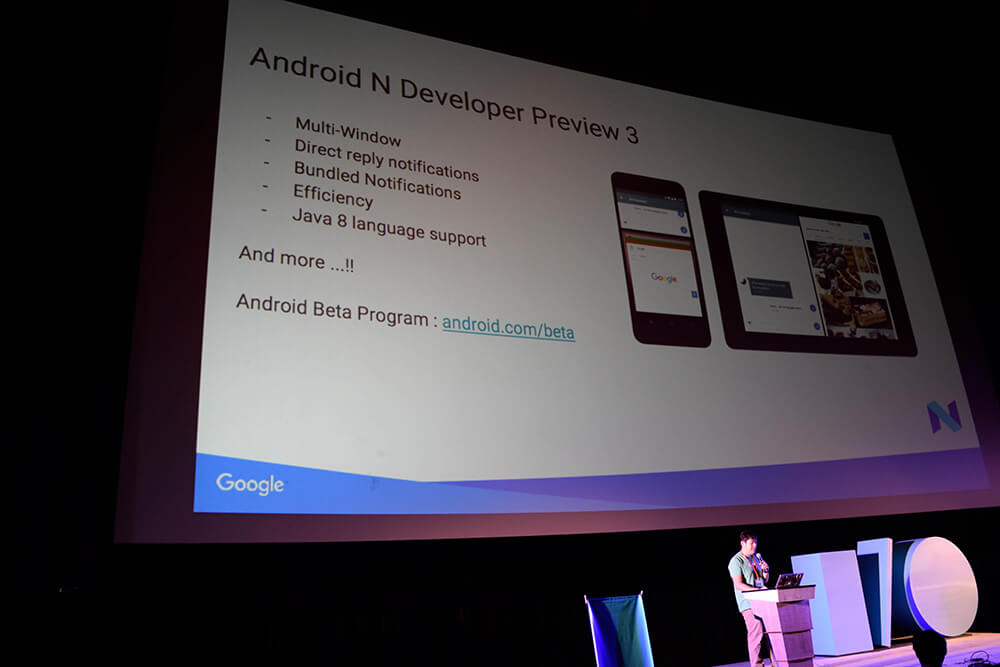 Android N Developer Preview 3
- Multi-Window
- Direct reply notifications
- Bundled Notifications
- Efficiency
- Java 8 language support
And more ...!!
Android Beta Program : android.com/beta
Google
N
Google
I/O